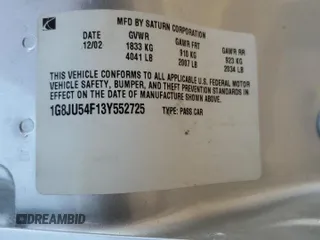 MFD BY SATURN CORPORATION
DATE GVWR GAWR FRT GAWR RR
12/02 1833 KG 910 KG 923 KG
4041 LB 2007 LB 2034 LB
THIS VEHICLE CONFORMS TO ALL APPLICABLE U.S. FEDERAL MOTOR
VEHICLE SAFETY, BUMPER, AND THEFT PREVENTION STANDARDS
IN EFFECT ON THE DATE OF MANUFACTURE SHOWN ABOVE.
1G8JU54F13Y552725 TYPE: PASS CAR
DREAMBID